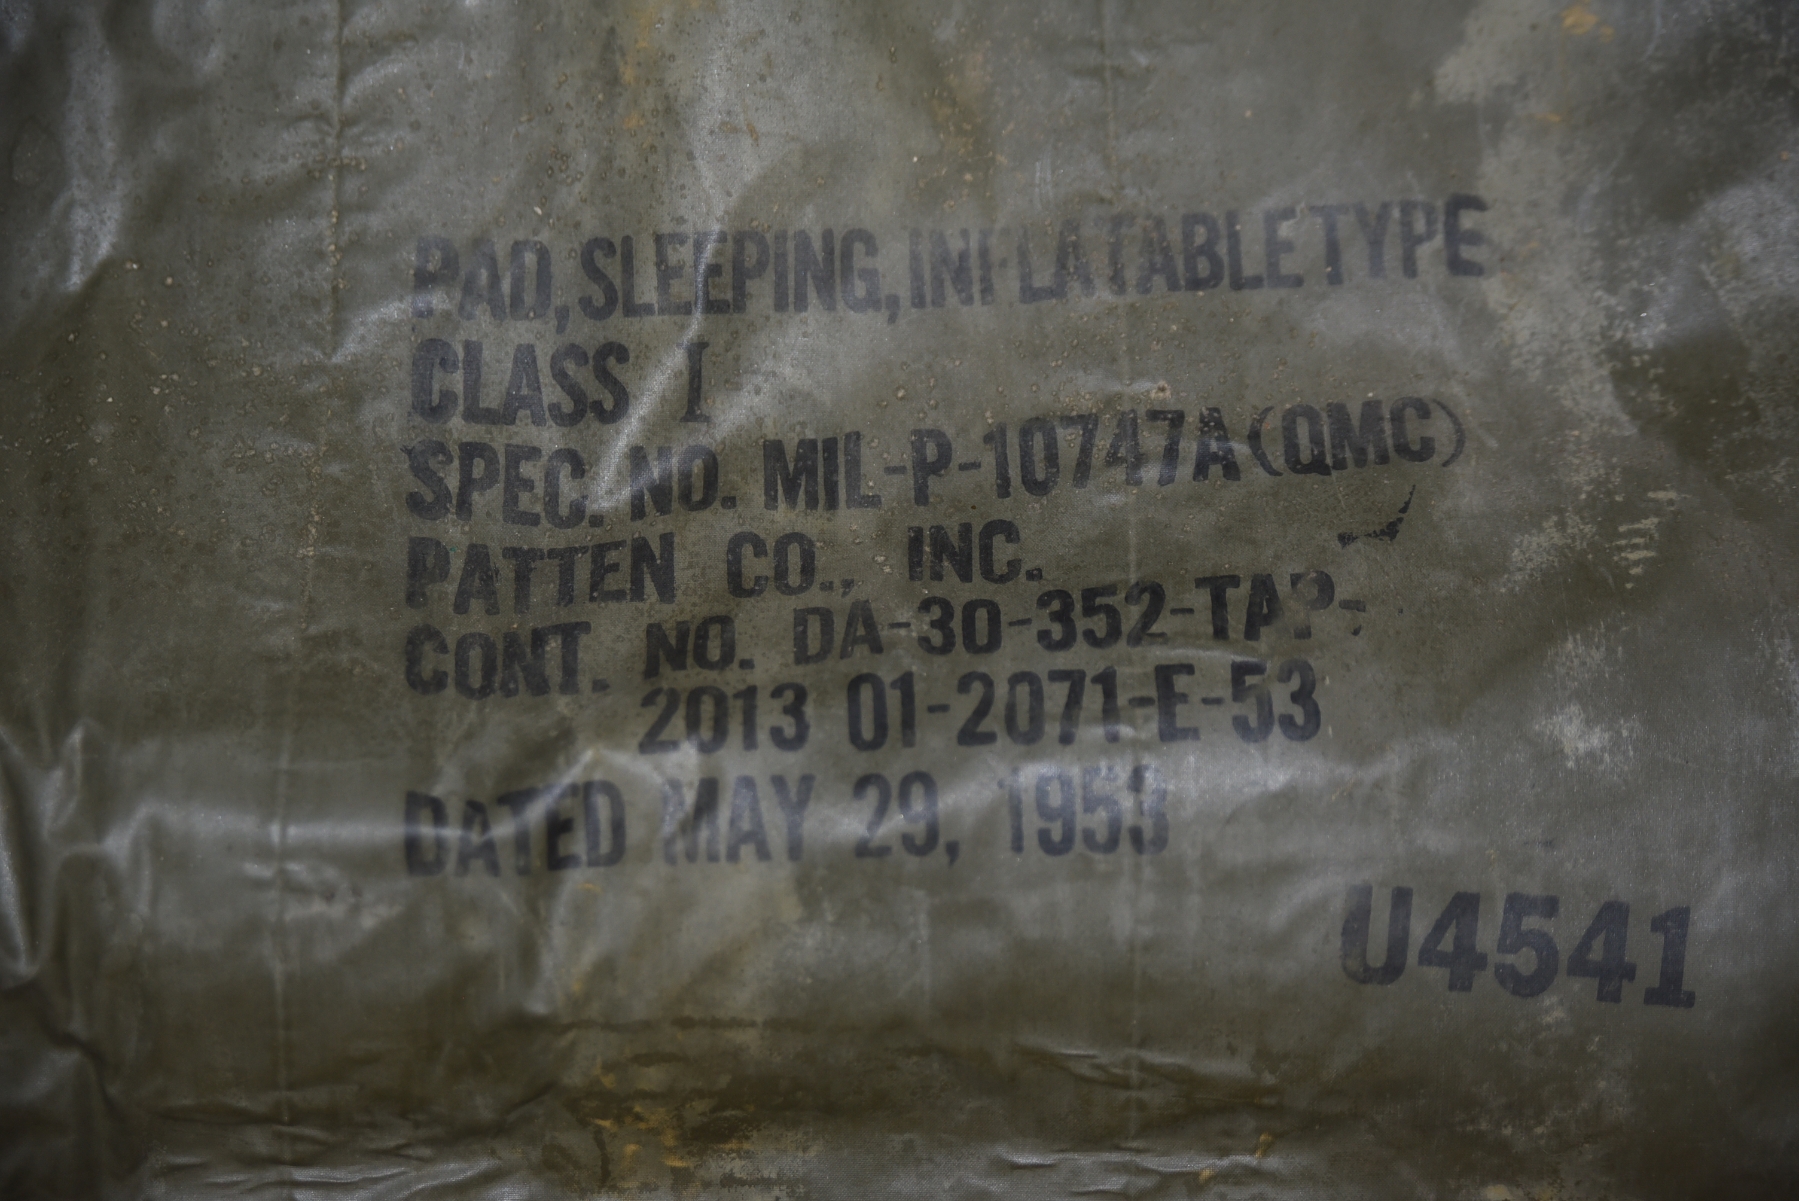 PAD, SLEEPING, INFLATABLE TYPE
CLASS I
SPEC. NO. MIL-P-10747A (QMC)
PATTEN CO., INC.
CONT. NO. DA-30-352-TAP-
2013 01-2071-E-53
DATED MAY 29, 1953
U4541